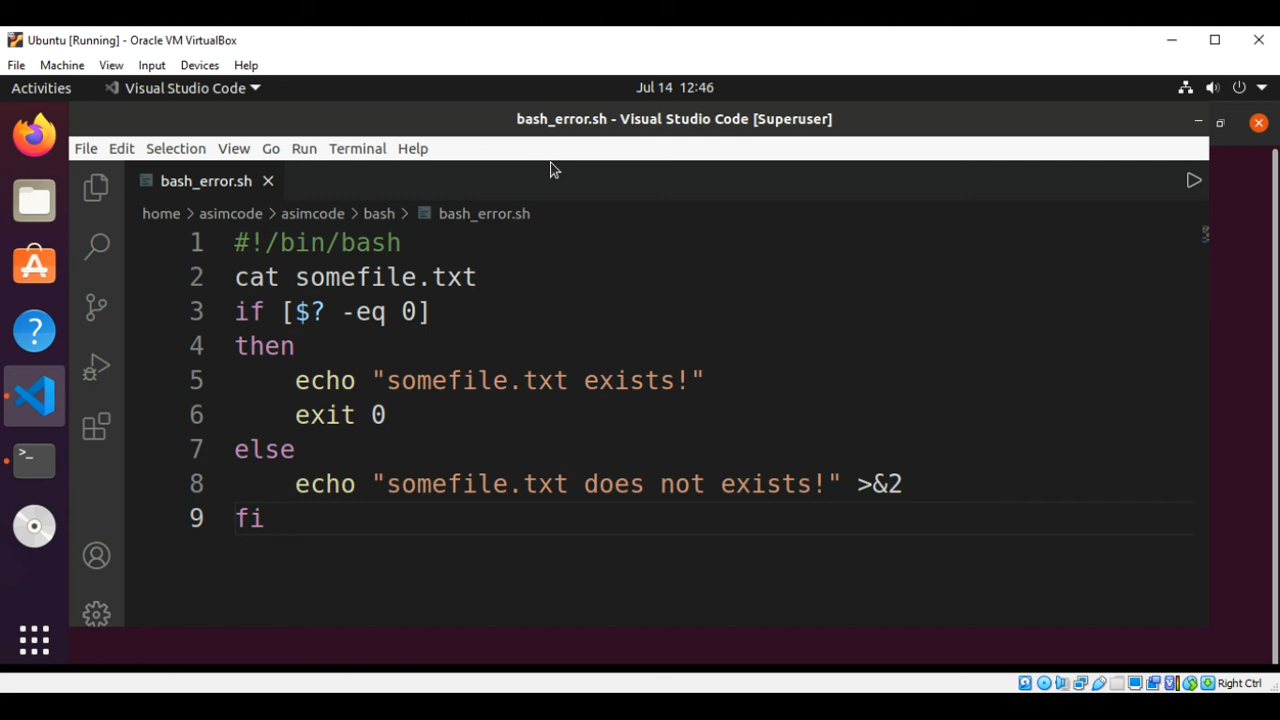 Ubuntu [Running] - Oracle VM VirtualBox
File Machine View Input Devices Help
Activities Visual Studio Code Jul 14 12:46
bash_error.sh - Visual Studio Code [Superuser]
File Edit Selection View Go Run Terminal Help
bash_error.sh
home > asimcode > asimcode > bash > bash_error.sh
1 #!/bin/bash
2 cat somefile.txt
3 if [$? -eq 0]
4 then
5     echo "somefile.txt exists!"
6     exit 0
7 else
8     echo "somefile.txt does not exists!" >&2
9 fi
Right Ctrl